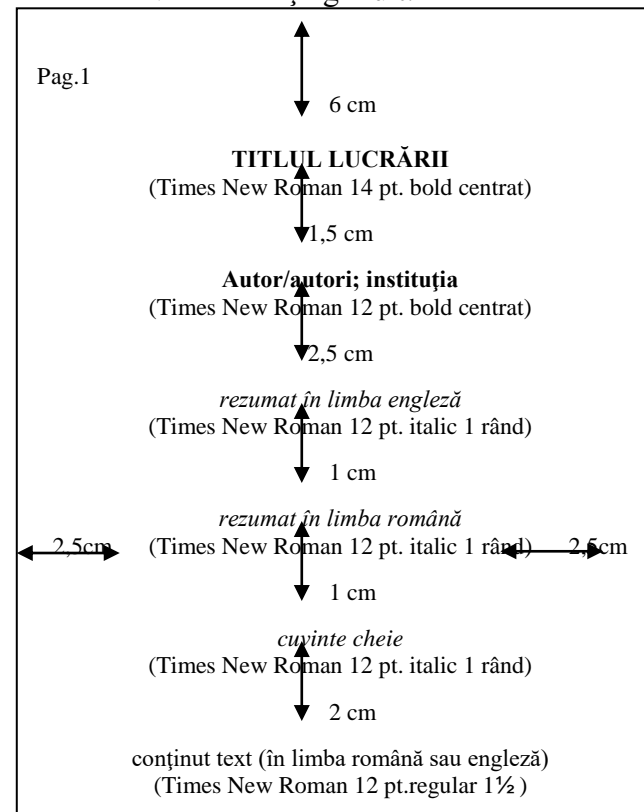 Pag.1
6 cm
TITLUL LUCRĂRII
(Times New Roman 14 pt. bold centrat)
1,5 cm
Autor/autori; instituţia
(Times New Roman 12 pt. bold centrat)
2,5 cm
rezumat în limba engleză
(Times New Roman 12 pt. italic 1 rând)
1 cm
rezumat în limba română
2,5cm (Times New Roman 12 pt. italic 1 rând) 2,5cm
1 cm
cuvinte cheie
(Times New Roman 12 pt. italic 1 rând)
2 cm
conţinut text (în limba română sau engleză)
(Times New Roman 12 pt.regular 1½ )